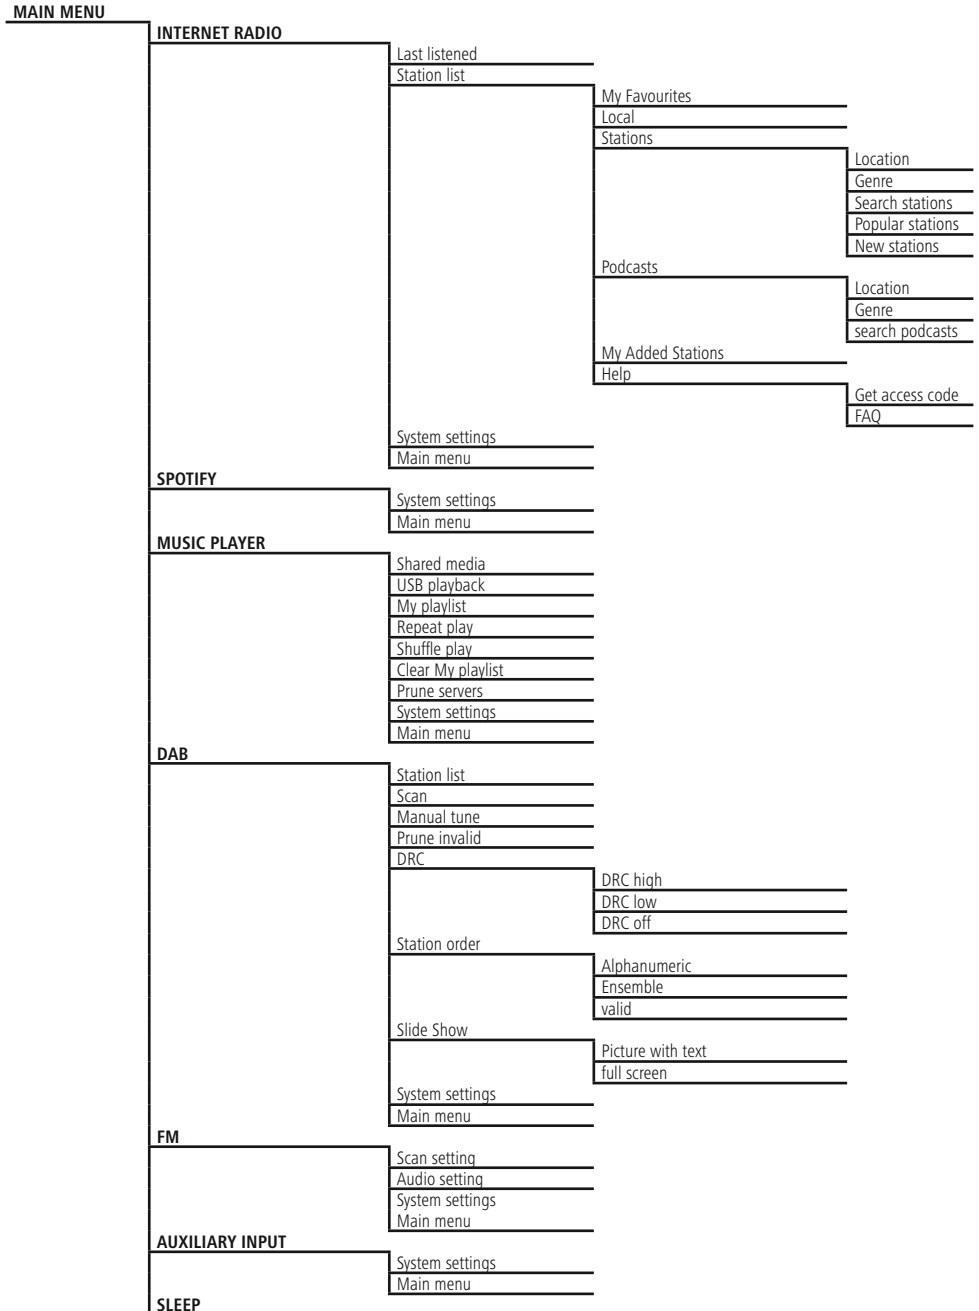 MAIN MENU
INTERNET RADIO
Last listened
Station list
My Favourites
Local
Stations
Location
Genre
Search stations
Popular stations
New stations
Podcasts
Location
Genre
search podcasts
My Added Stations
Help
Get access code
FAQ
System settings
Main menu
SPOTIFY
System settings
Main menu
MUSIC PLAYER
Shared media
USB playback
My playlist
Repeat play
Shuffle play
Clear My playlist
Prune servers
System settings
Main menu
DAB
Station list
Scan
Manual tune
Prune invalid
DRC
DRC high
DRC low
DRC off
Station order
Alphanumeric
Ensemble
valid
Slide Show
Picture with text
full screen
System settings
Main menu
FM
Scan setting
Audio setting
System settings
Main menu
AUXILIARY INPUT
System settings
Main menu
SLEEP